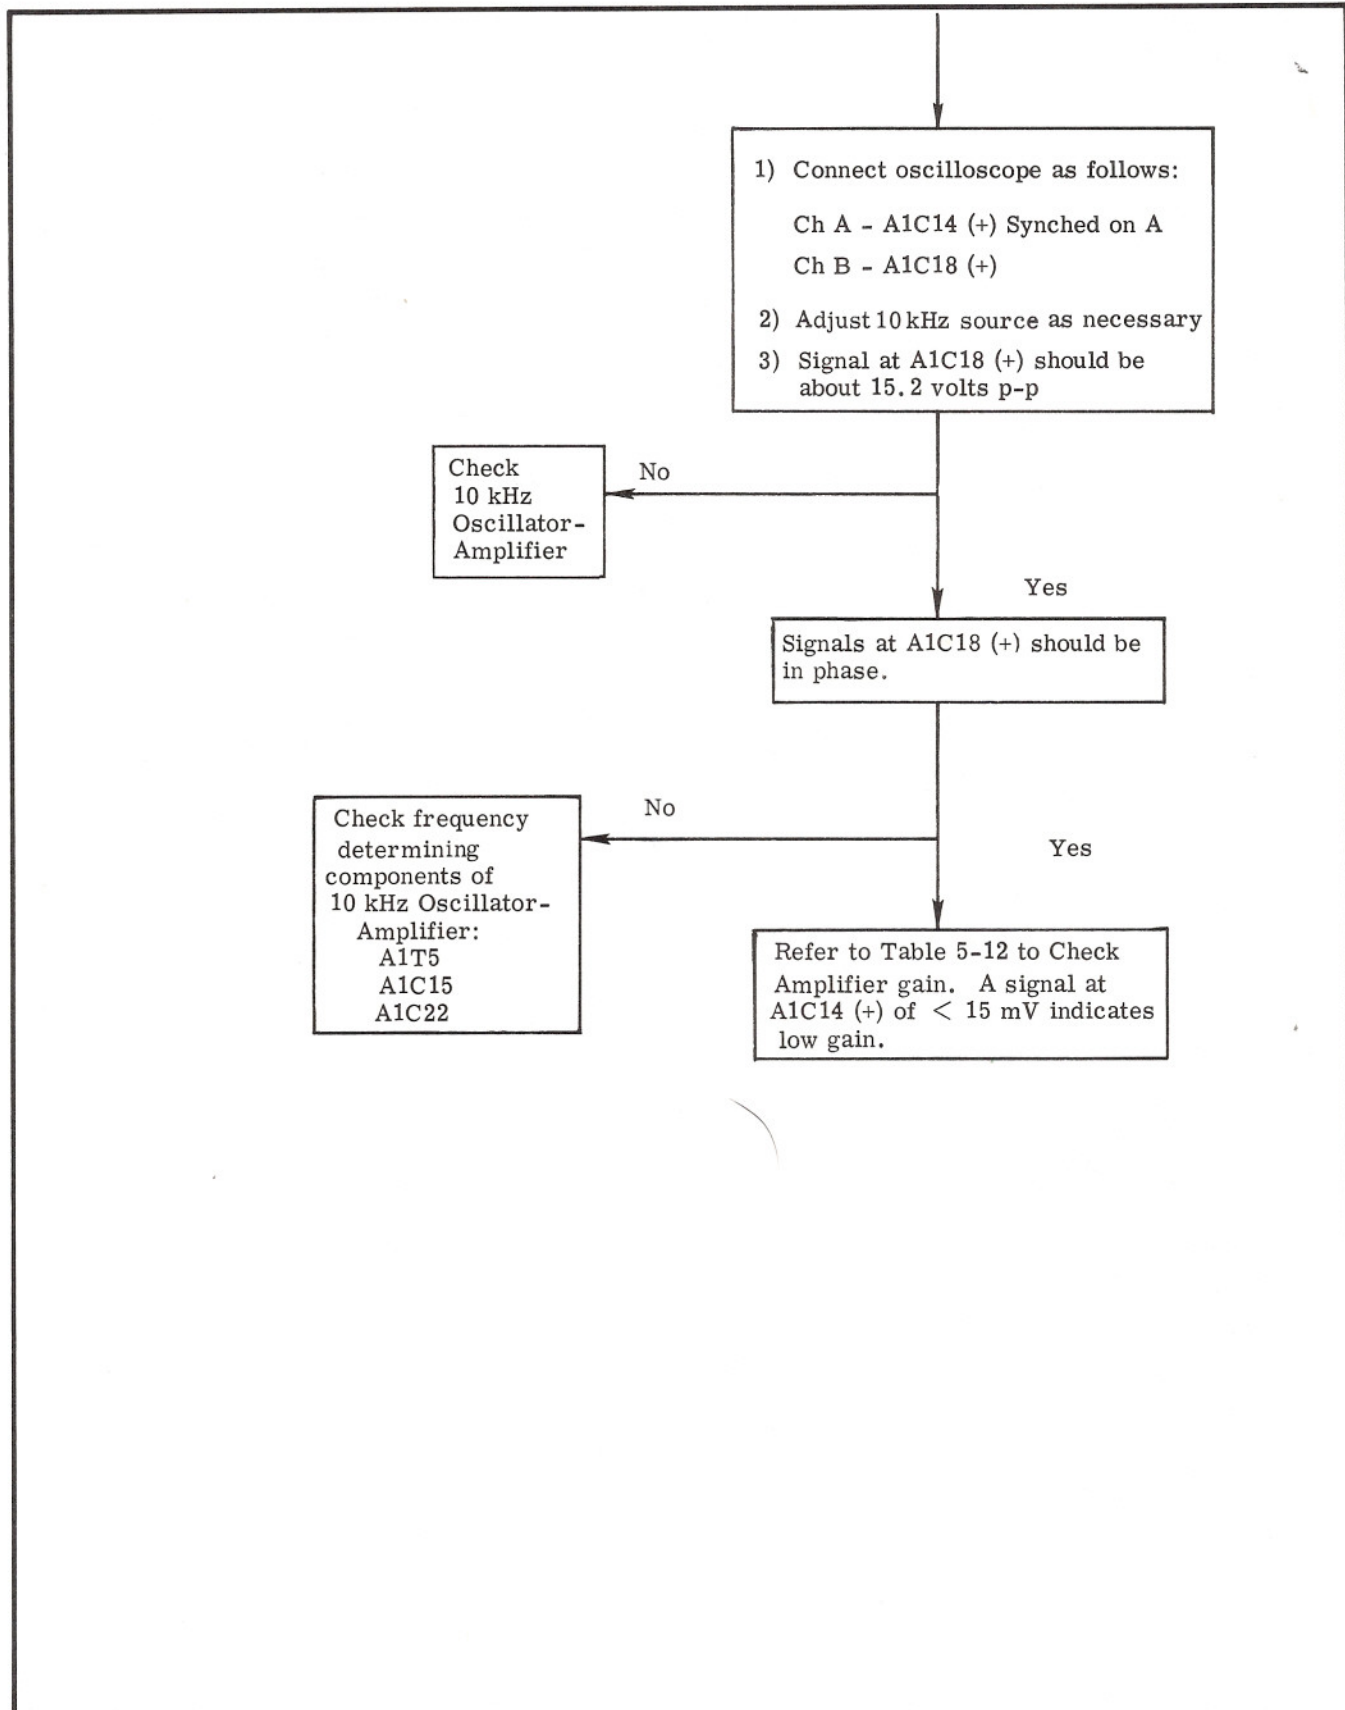 1) Connect oscilloscope as follows:
Ch A - A1C14 (+) Synched on A
Ch B - A1C18 (+)
2) Adjust 10 kHz source as necessary
3) Signal at A1C18 (+) should be
about 15.2 volts p-p
Check
10 kHz
Oscillator-
Amplifier
No
Yes
Signals at A1C18 (+) should be
in phase.
Check frequency
determining
components of
10 kHz Oscillator-
Amplifier:
A1T5
A1C15
A1C22
No
Yes
Refer to Table 5-12 to Check
Amplifier gain. A signal at
A1C14 (+) of < 15 mV indicates
low gain.